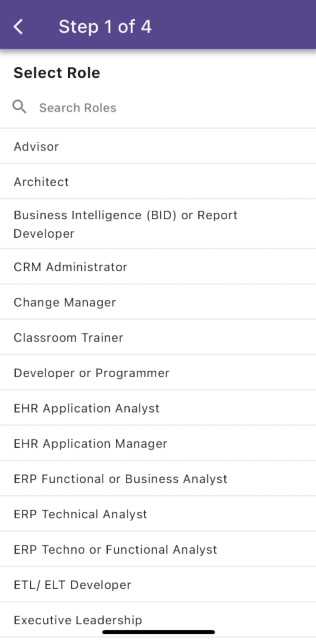 Step 1 of 4
Select Role
Search Roles
Advisor
Architect
Business Intelligence (BID) or Report
Developer
CRM Administrator
Change Manager
Classroom Trainer
Developer or Programmer
EHR Application Analyst
EHR Application Manager
ERP Functional or Business Analyst
ERP Technical Analyst
ERP Techno or Functional Analyst
ETL/ ELT Developer
Executive Leadership